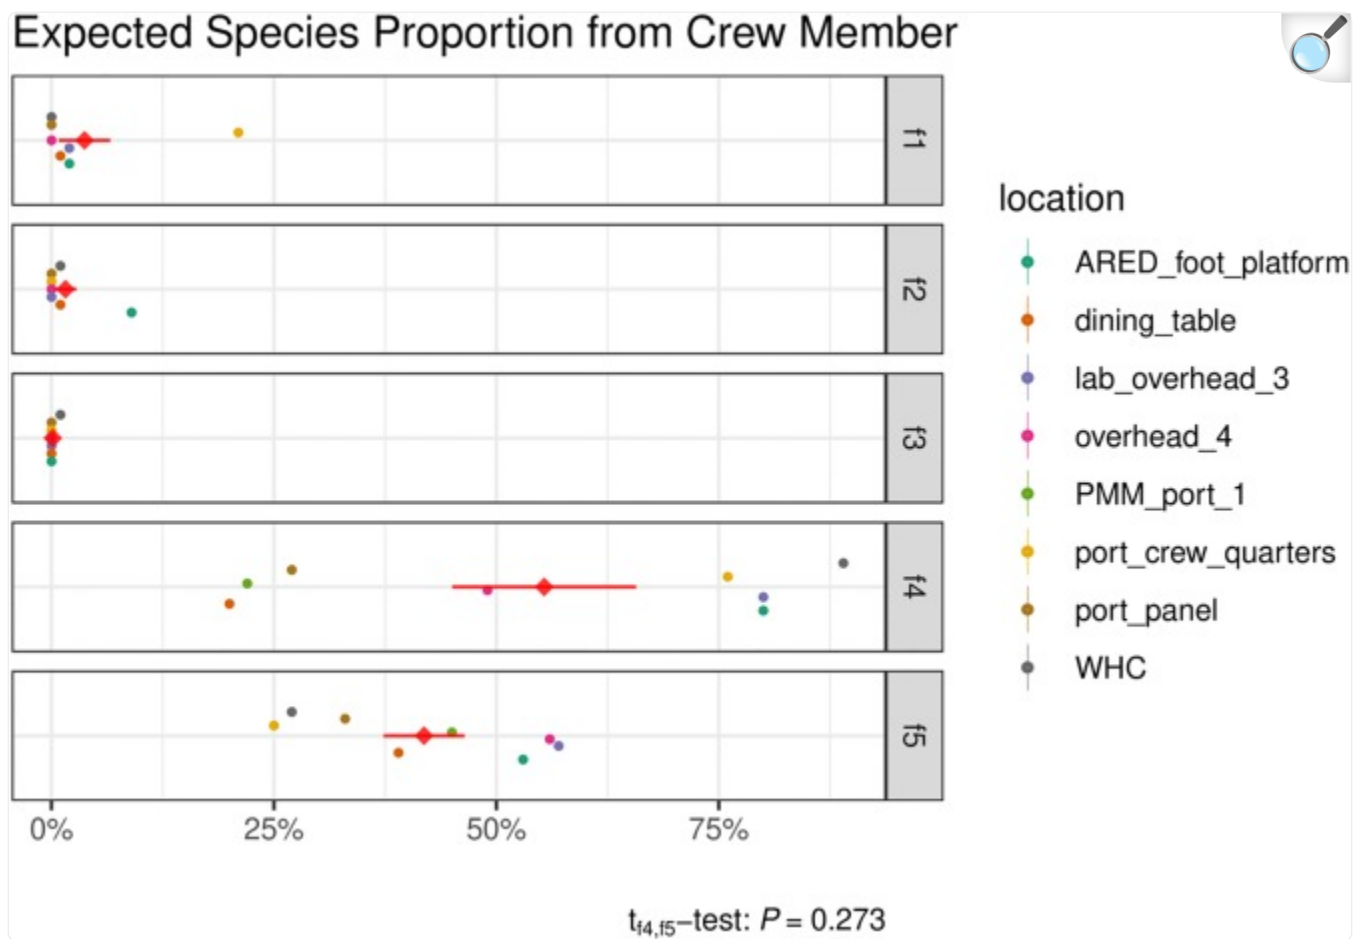 Expected Species Proportion from Crew Member
f1
f2
f3
f4
f5
0%
25%
50%
75%
t_f4,f5−test: P = 0.273
location
ARED_foot_platform
dining_table
lab_overhead_3
overhead_4
PMM_port_1
port_crew_quarters
port_panel
WHC